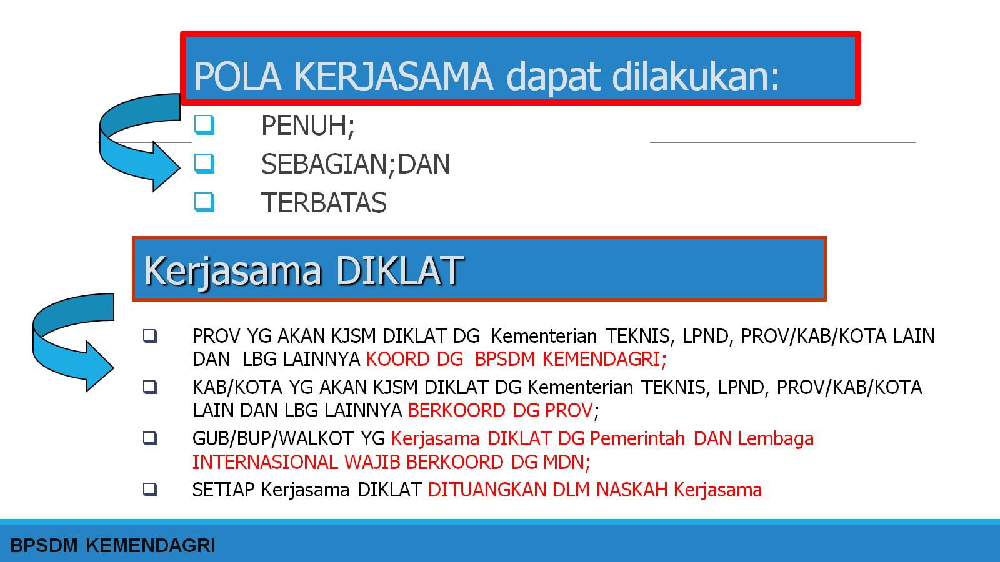 POLA KERJASAMA dapat dilakukan:
PENUH;
SEBAGIAN;DAN
TERBATAS
Kerjasama DIKLAT
PROV YG AKAN KJSM DIKLAT DG Kementerian TEKNIS, LPND, PROV/KAB/KOTA LAIN
DAN LBG LAINNYA KOORD DG BPSDM KEMENDAGRI;
KAB/KOTA YG AKAN KJSM DIKLAT DG Kementerian TEKNIS, LPND, PROV/KAB/KOTA
LAIN DAN LBG LAINNYA BERKOORD DG PROV;
GUB/BUP/WALKOT YG Kerjasama DIKLAT DG Pemerintah DAN Lembaga
INTERNASIONAL WAJIB BERKOORD DG MDN;
SETIAP Kerjasama DIKLAT DITUANGKAN DLM NASKAH Kerjasama
BPSDM KEMENDAGRI